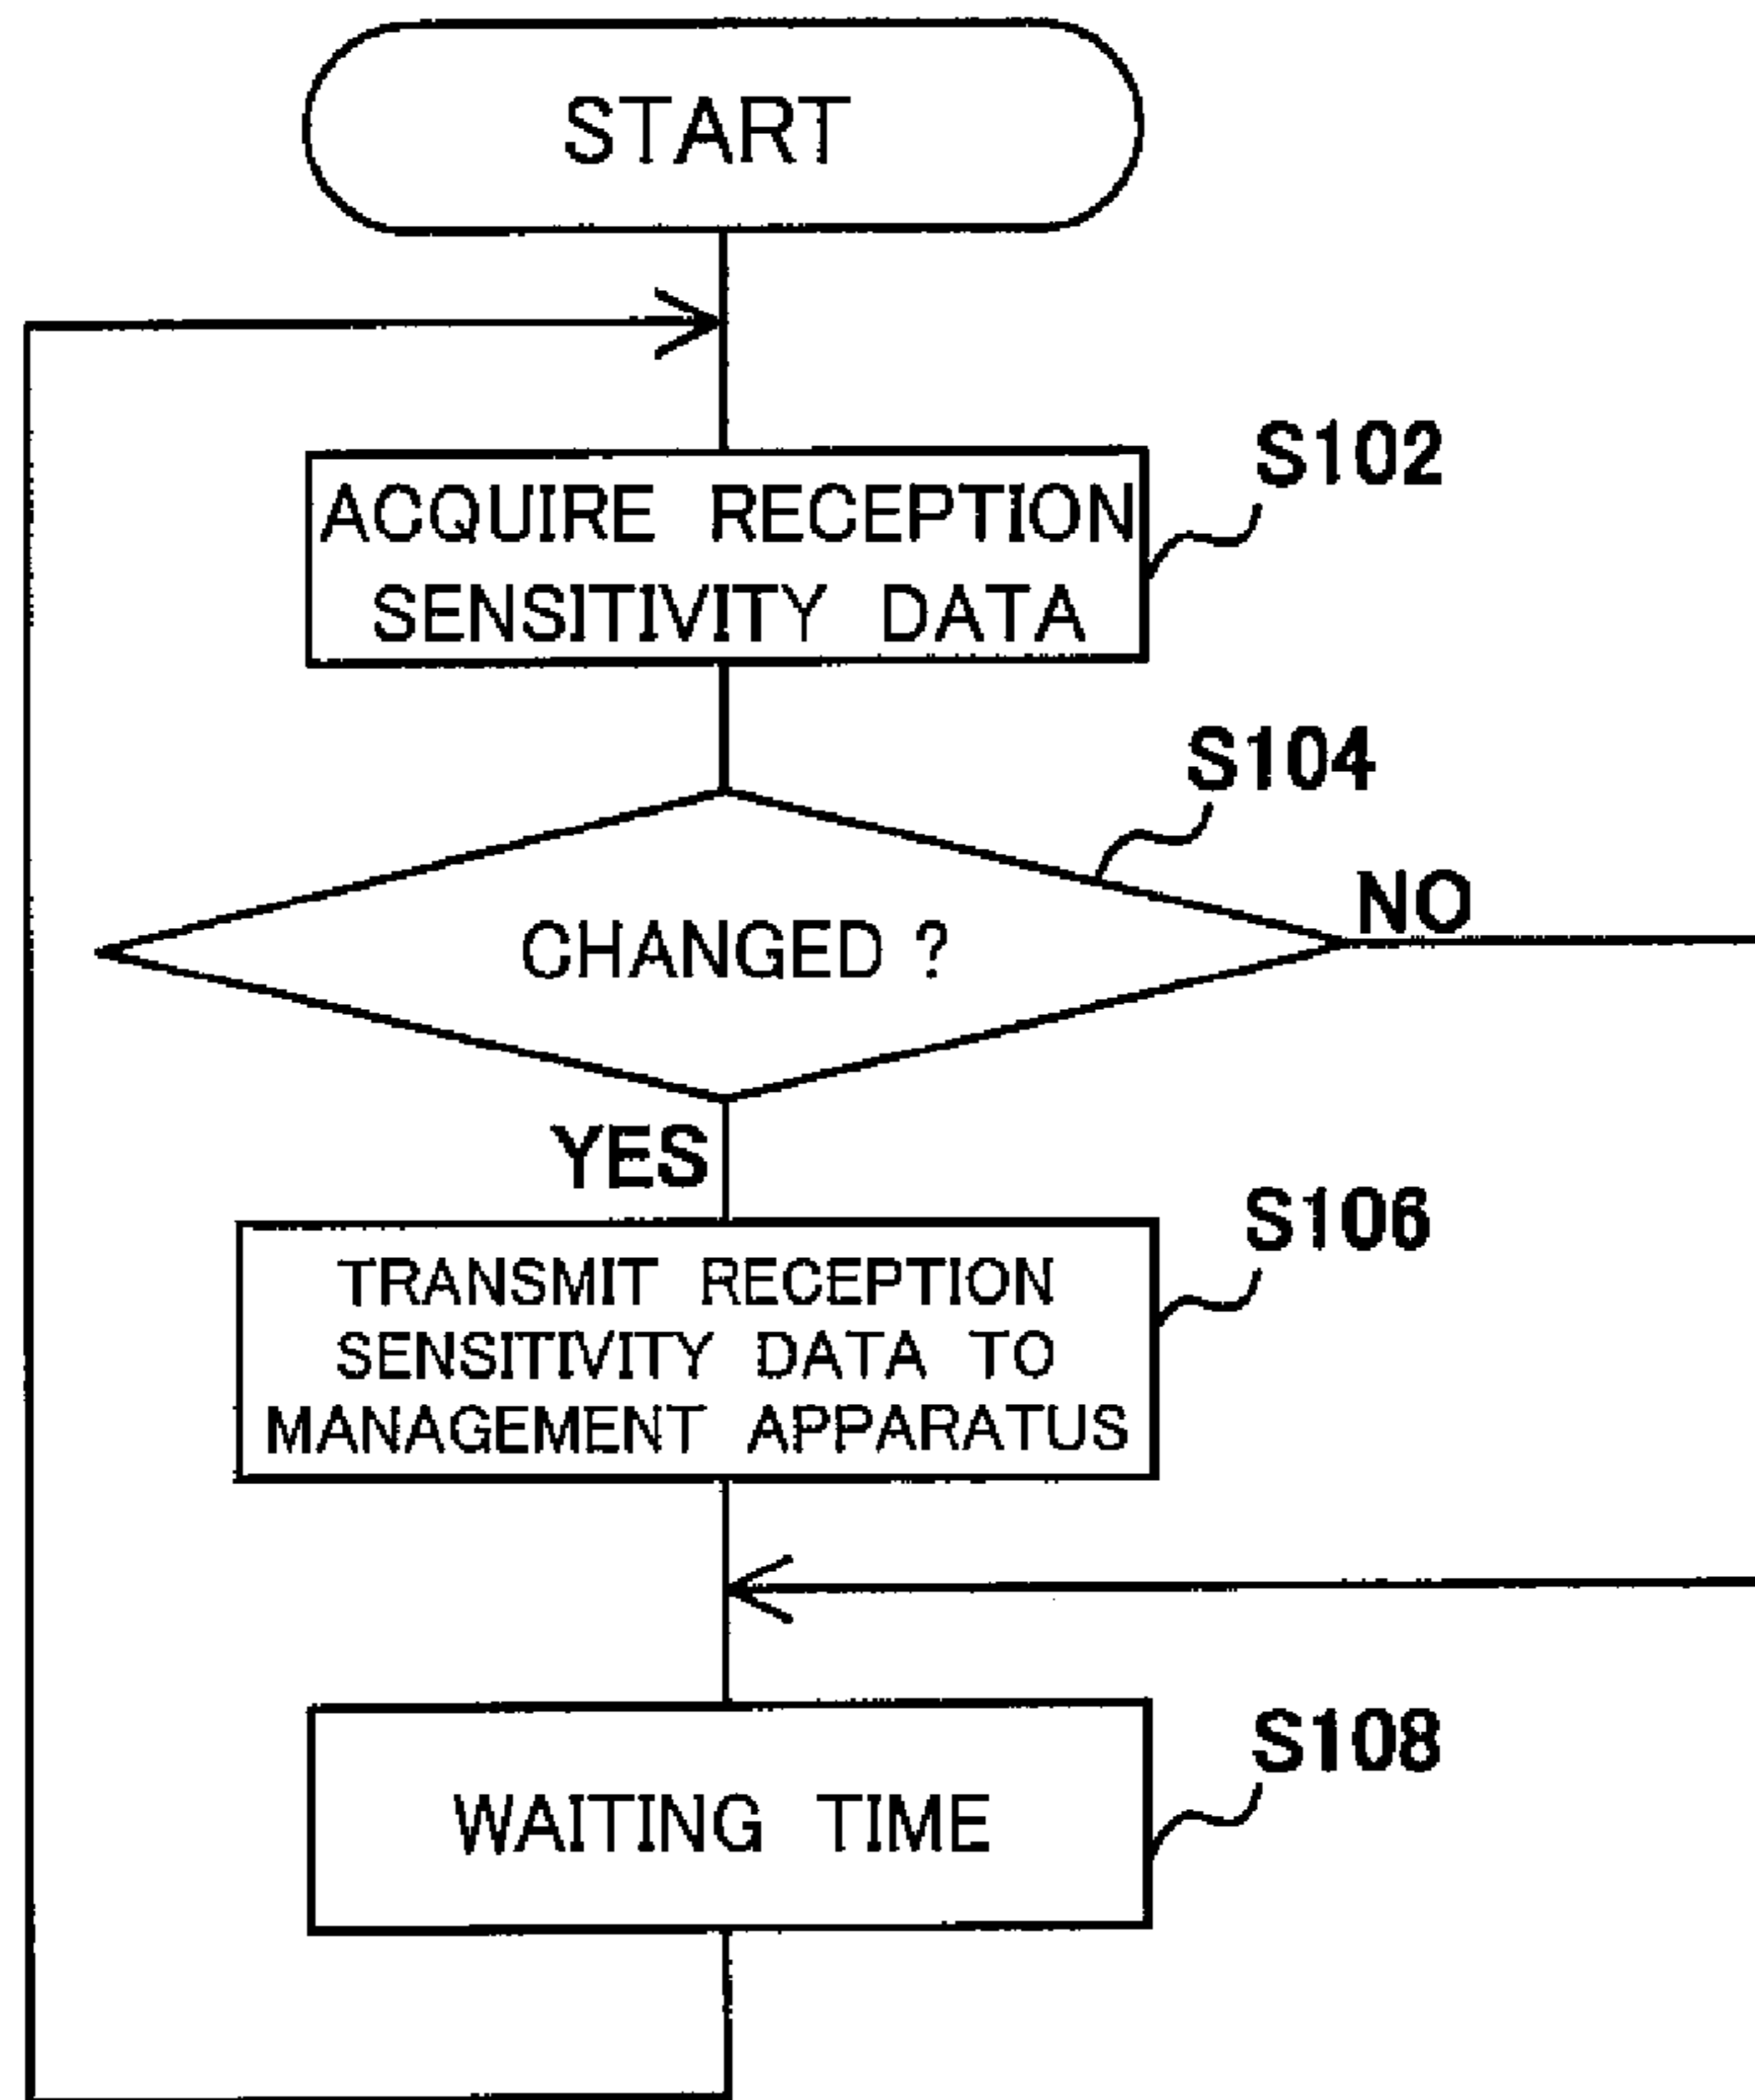 START
S102
ACQUIRE RECEPTION
SENSITIVITY DATA
S104
NO
CHANGED ?
YES
S106
TRANSMIT RECEPTION
SENSITIVITY DATA TO
MANAGEMENT APPARATUS
S108
WAITING TIME